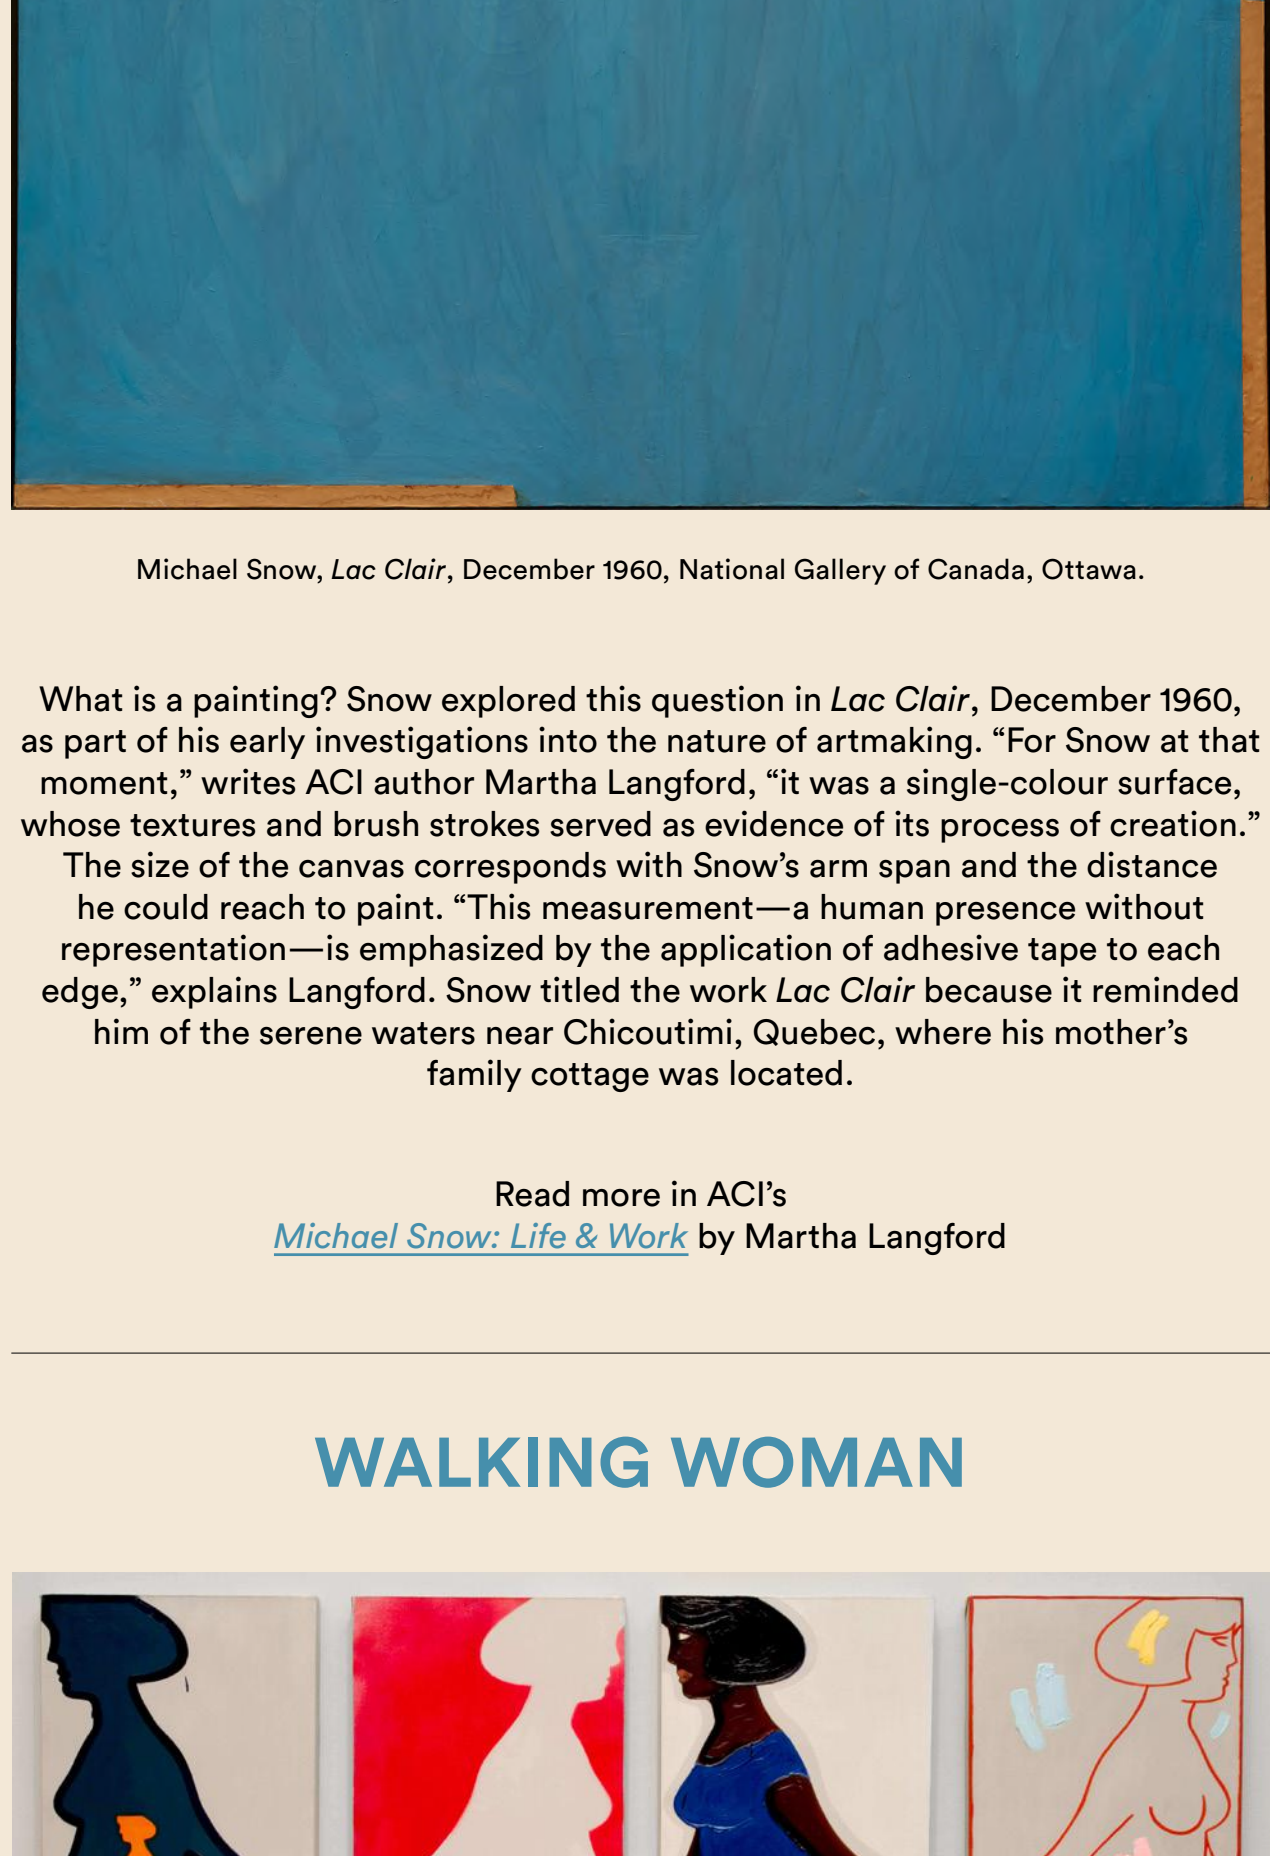 Michael Snow, Lac Clair, December 1960, National Gallery of Canada, Ottawa.
What is a painting? Snow explored this question in Lac Clair, December 1960,
as part of his early investigations into the nature of artmaking. “For Snow at that
moment,” writes ACI author Martha Langford, “it was a single-colour surface,
whose textures and brush strokes served as evidence of its process of creation.”
The size of the canvas corresponds with Snow’s arm span and the distance
he could reach to paint. “This measurement—a human presence without
representation—is emphasized by the application of adhesive tape to each
edge,” explains Langford. Snow titled the work Lac Clair because it reminded
him of the serene waters near Chicoutimi, Quebec, where his mother’s
family cottage was located.
Read more in ACI’s
Michael Snow: Life & Work by Martha Langford
WALKING WOMAN